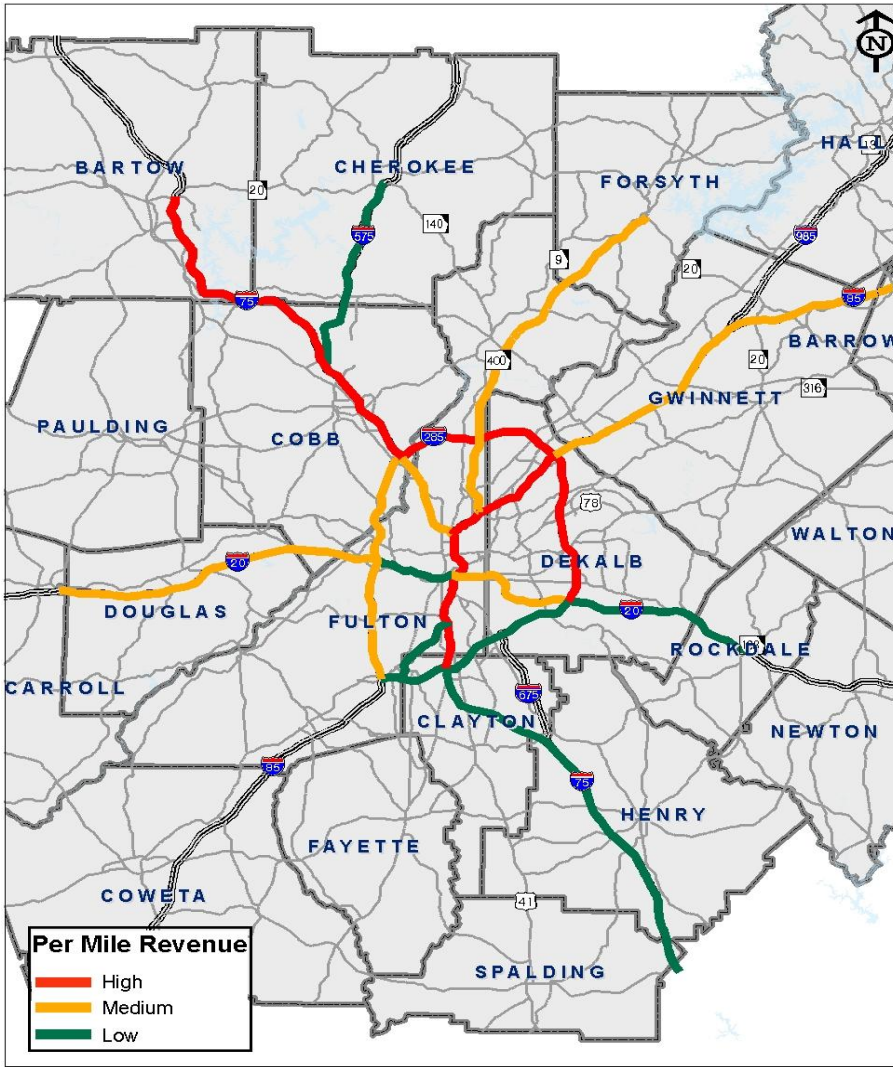 N
HALL
13
BARTOW
CHEROKEE
FORSYTH
20
140
575
9
985
20
75
85
400
20
BARROW
316
GWINNETT
PAULDING
COBB
285
78
WALTON
20
DEKALB
DOUGLAS
FULTON
20
ROCKDALE
CARROLL
675
CLAYTON
NEWTON
85
75
HENRY
FAYETTE
COWETA
41
SPALDING
Per Mile Revenue
High
Medium
Low